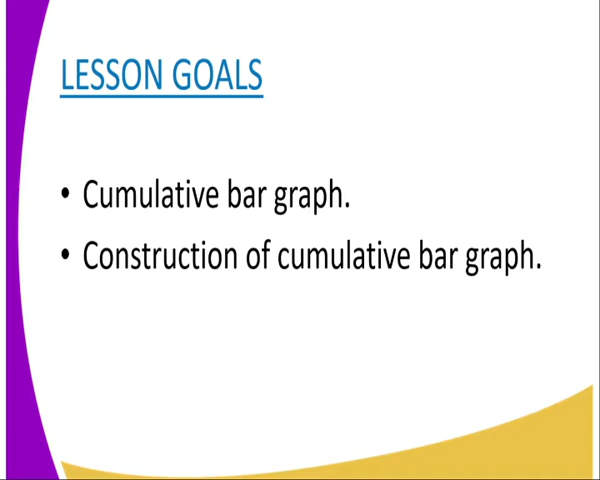 LESSON GOALS
• Cumulative bar graph.
• Construction of cumulative bar graph.